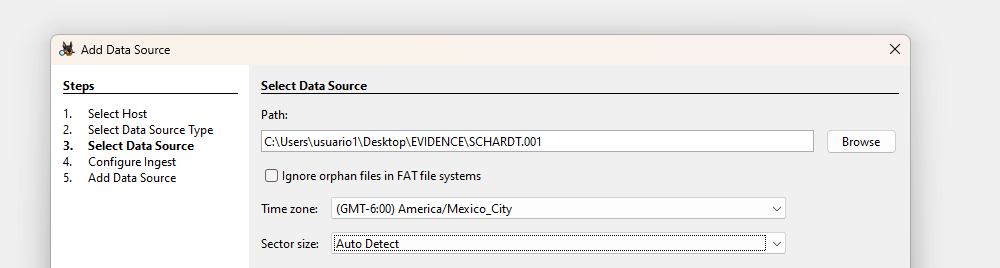 Add Data Source
Steps
1. Select Host
2. Select Data Source Type
3. Select Data Source
4. Configure Ingest
5. Add Data Source
Select Data Source
Path:
C:\Users\usuario1\Desktop\EVIDENCE\SCHARDT.001
Browse
Ignore orphan files in FAT file systems
Time zone: (GMT-6:00) America/Mexico_City
Sector size: Auto Detect